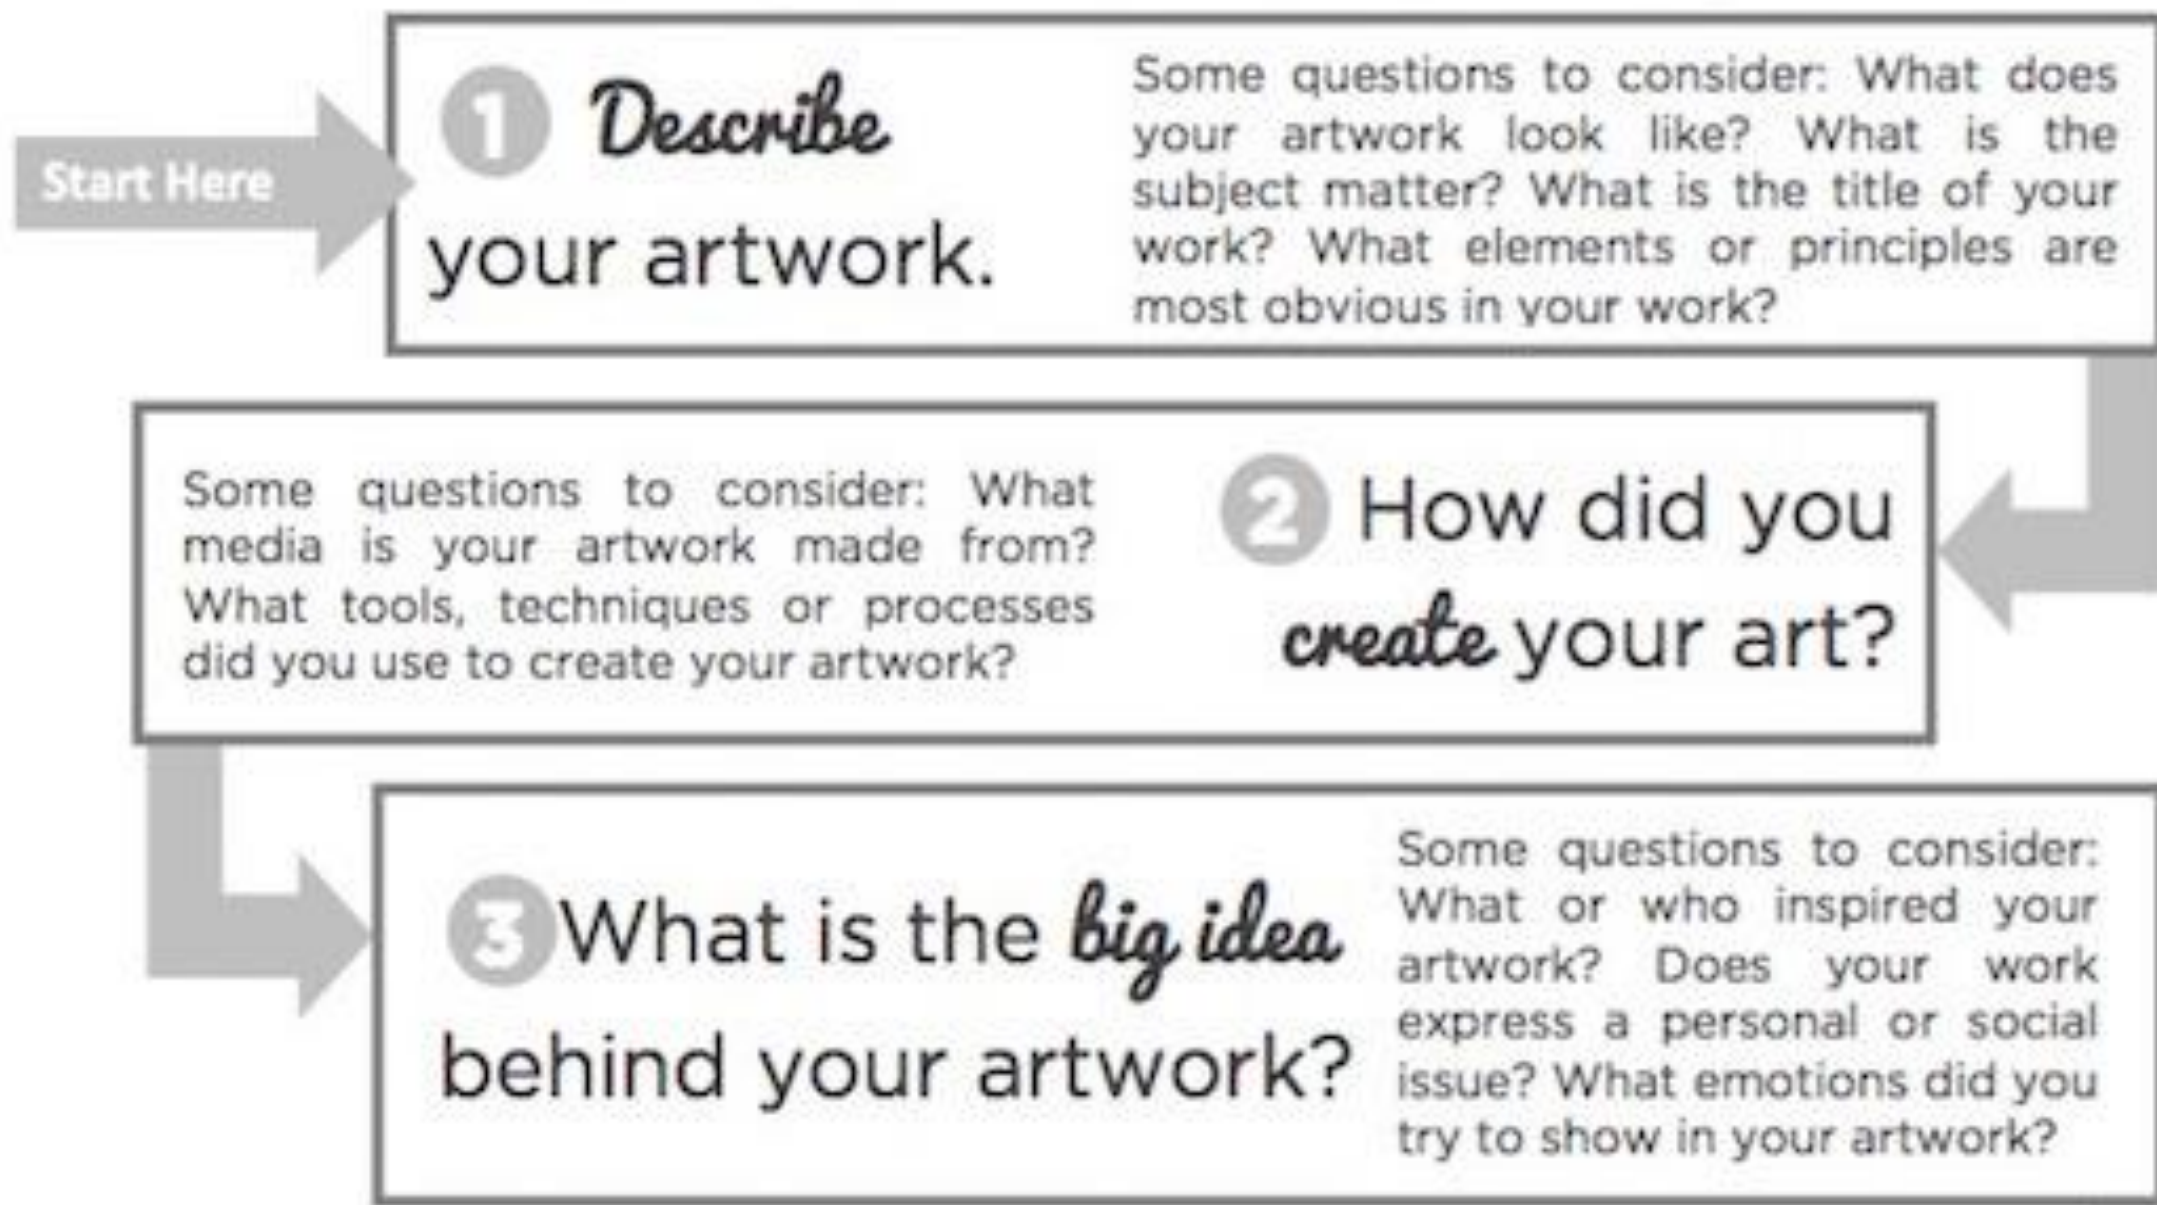 Start Here
1 Describe
your artwork.
Some questions to consider: What does
your artwork look like? What is the
subject matter? What is the title of your
work? What elements or principles are
most obvious in your work?
2 How did you
create your art?
Some questions to consider: What
media is your artwork made from?
What tools, techniques or processes
did you use to create your artwork?
3 What is the big idea
behind your artwork?
Some questions to consider:
What or who inspired your
artwork? Does your work
express a personal or social
issue? What emotions did you
try to show in your artwork?